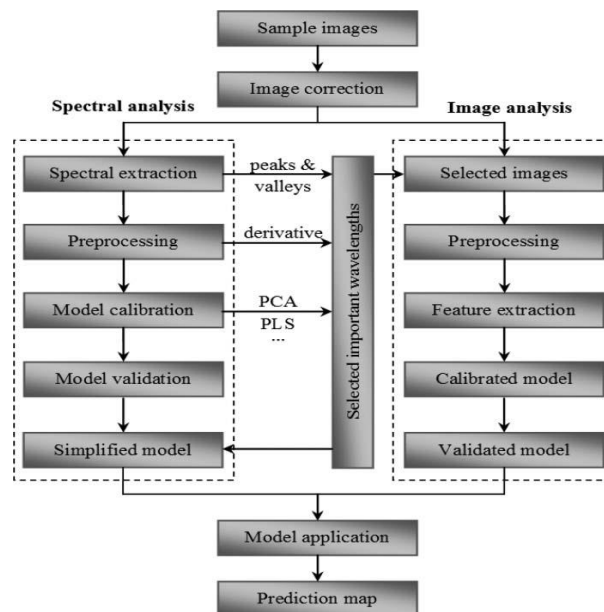 Sample images
Image correction
Spectral analysis
Image analysis
Spectral extraction
peaks &
valleys
Selected images
Preprocessing
derivative
Preprocessing
Model calibration
PCA
PLS
...
Selected important wavelengths
Feature extraction
Model validation
Calibrated model
Simplified model
Validated model
Model application
Prediction map